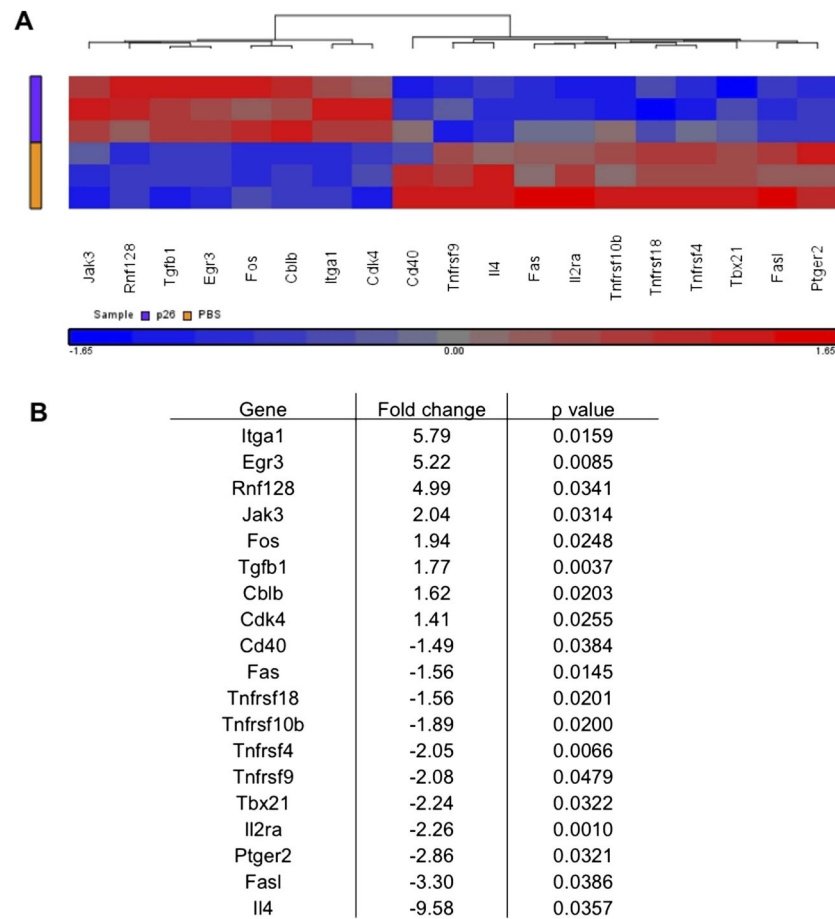 A
Jak3 Rnf128 Tgfb1 Egr3 Fos Cblb Itga1 Cdk4 Cd40 Tnfrsf9 Il4 Fas Il2ra Tnfrsf10b Tnfrsf18 Tnfrsf4 Tbx21 Fasl Ptger2
Sample p26 PBS
-1.65 0.00 1.65
B
Gene Fold change p value
Itga1 5.79 0.0159
Egr3 5.22 0.0085
Rnf128 4.99 0.0341
Jak3 2.04 0.0314
Fos 1.94 0.0248
Tgfb1 1.77 0.0037
Cblb 1.62 0.0203
Cdk4 1.41 0.0255
Cd40 -1.49 0.0384
Fas -1.56 0.0145
Tnfrsf18 -1.56 0.0201
Tnfrsf10b -1.89 0.0200
Tnfrsf4 -2.05 0.0066
Tnfrsf9 -2.08 0.0479
Tbx21 -2.24 0.0322
Il2ra -2.26 0.0010
Ptger2 -2.86 0.0321
Fasl -3.30 0.0386
Il4 -9.58 0.0357